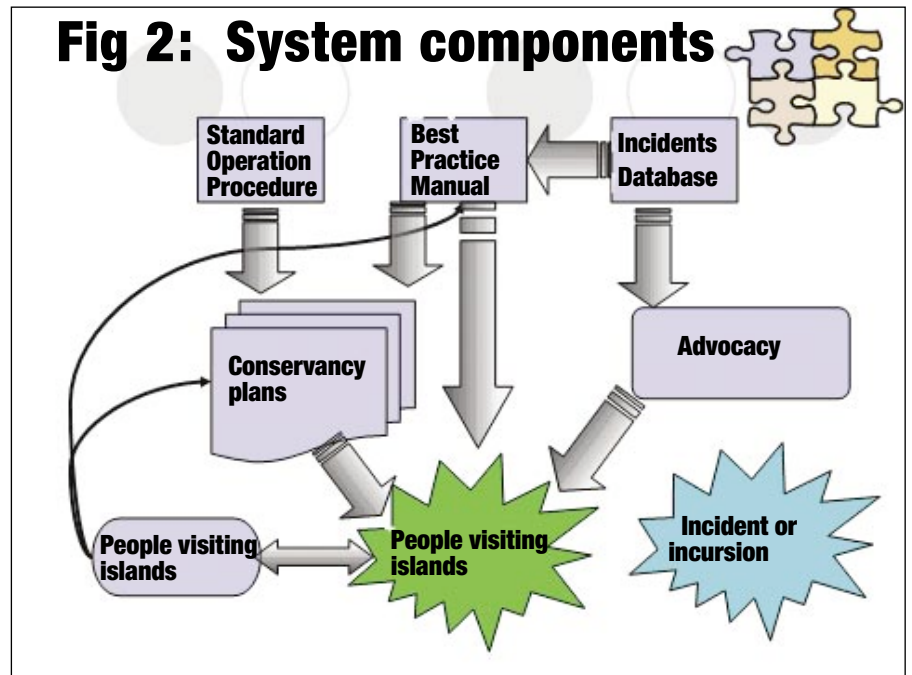 Fig 2: System components
Standard
Operation
Procedure
Best
Practice
Manual
Incidents
Database
Conservancy
plans
Advocacy
People visiting
islands
People visiting
islands
Incident or
incursion